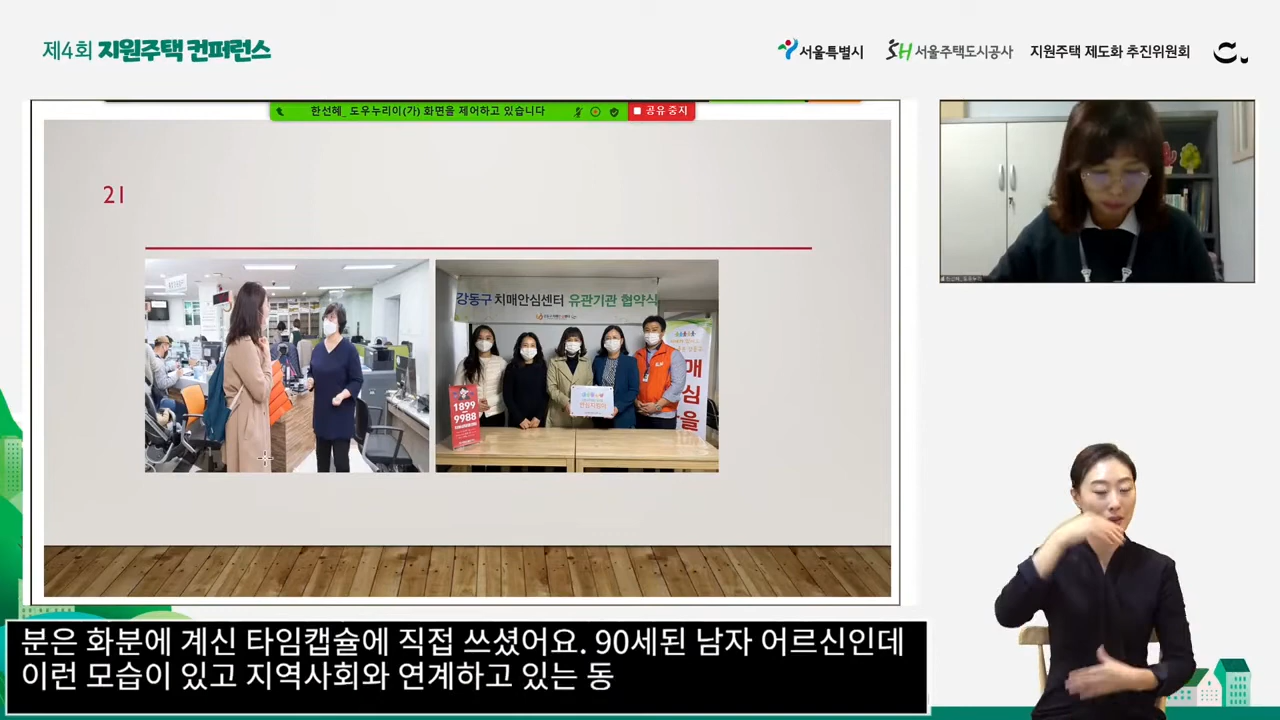 제4회 지원주택 컨퍼런스
서울특별시
SH 서울주택도시공사
지원주택 제도화 추진위원회
한선혜_ 도우누리이(가) 화면을 제어하고 있습니다
공유 중지
21
강동구 치매안심센터 유관기관 협약식
1899
9988
매
심
을
분은 화분에 계신 타임캡슐에 직접 쓰셨어요. 90세된 남자 어르신인데
이런 모습이 있고 지역사회와 연계하고 있는 동